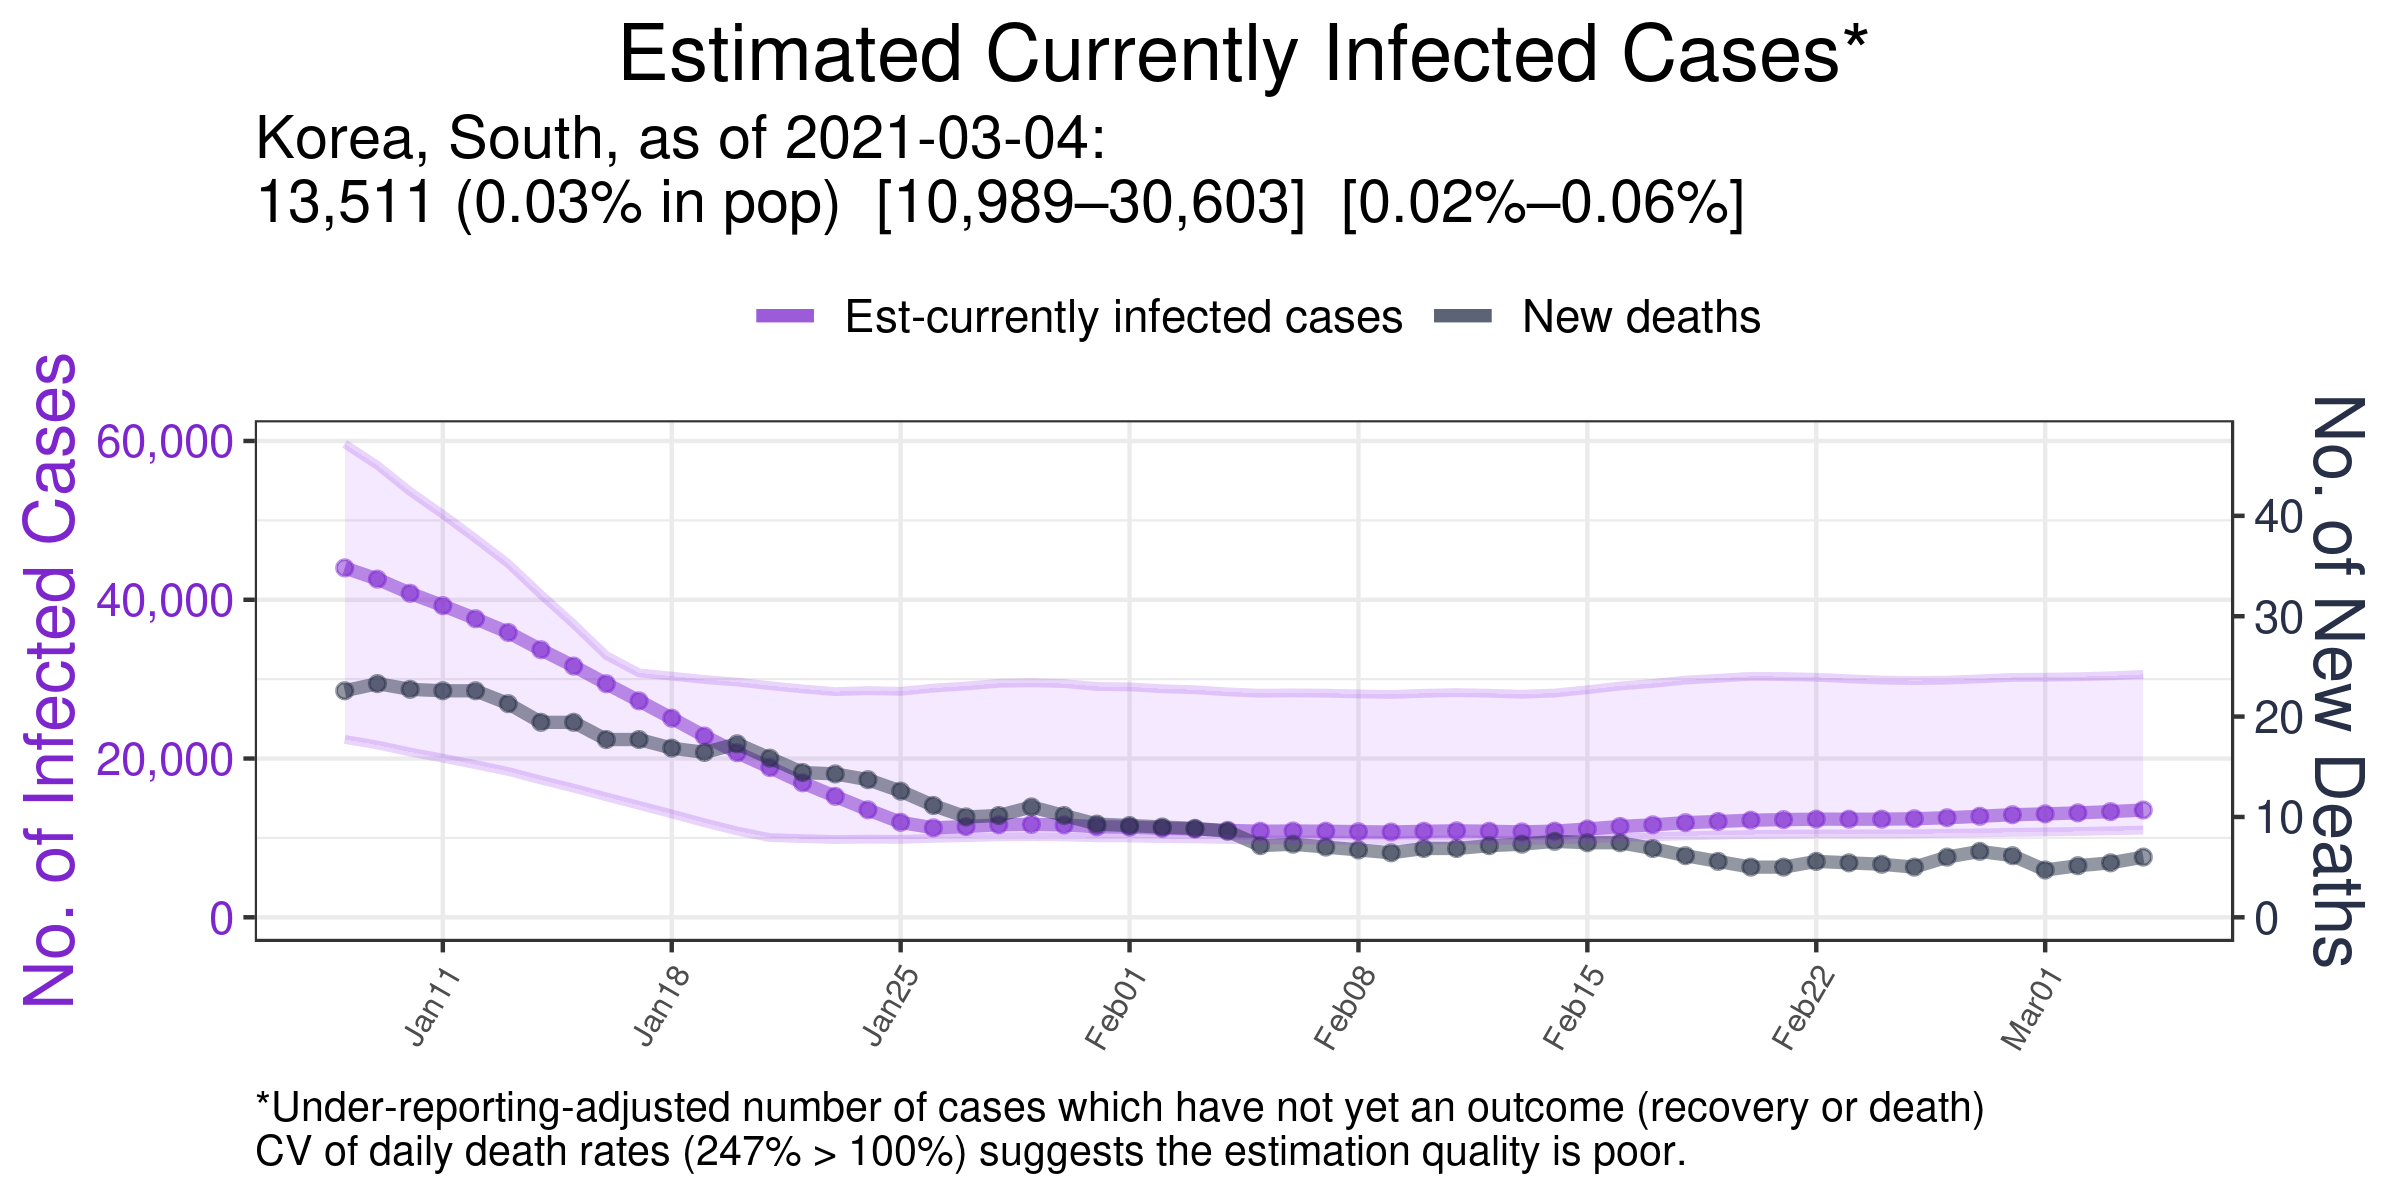 Estimated Currently Infected Cases*
Korea, South, as of 2021-03-04:
13,511 (0.03% in pop)  [10,989–30,603]  [0.02%–0.06%]
Est-currently infected cases
New deaths
No. of Infected Cases
60,000
40,000
20,000
0
No. of New Deaths
40
30
20
10
0
Jan11
Jan18
Jan25
Feb01
Feb08
Feb15
Feb22
Mar01
*Under-reporting-adjusted number of cases which have not yet an outcome (recovery or death)
CV of daily death rates (247% > 100%) suggests the estimation quality is poor.